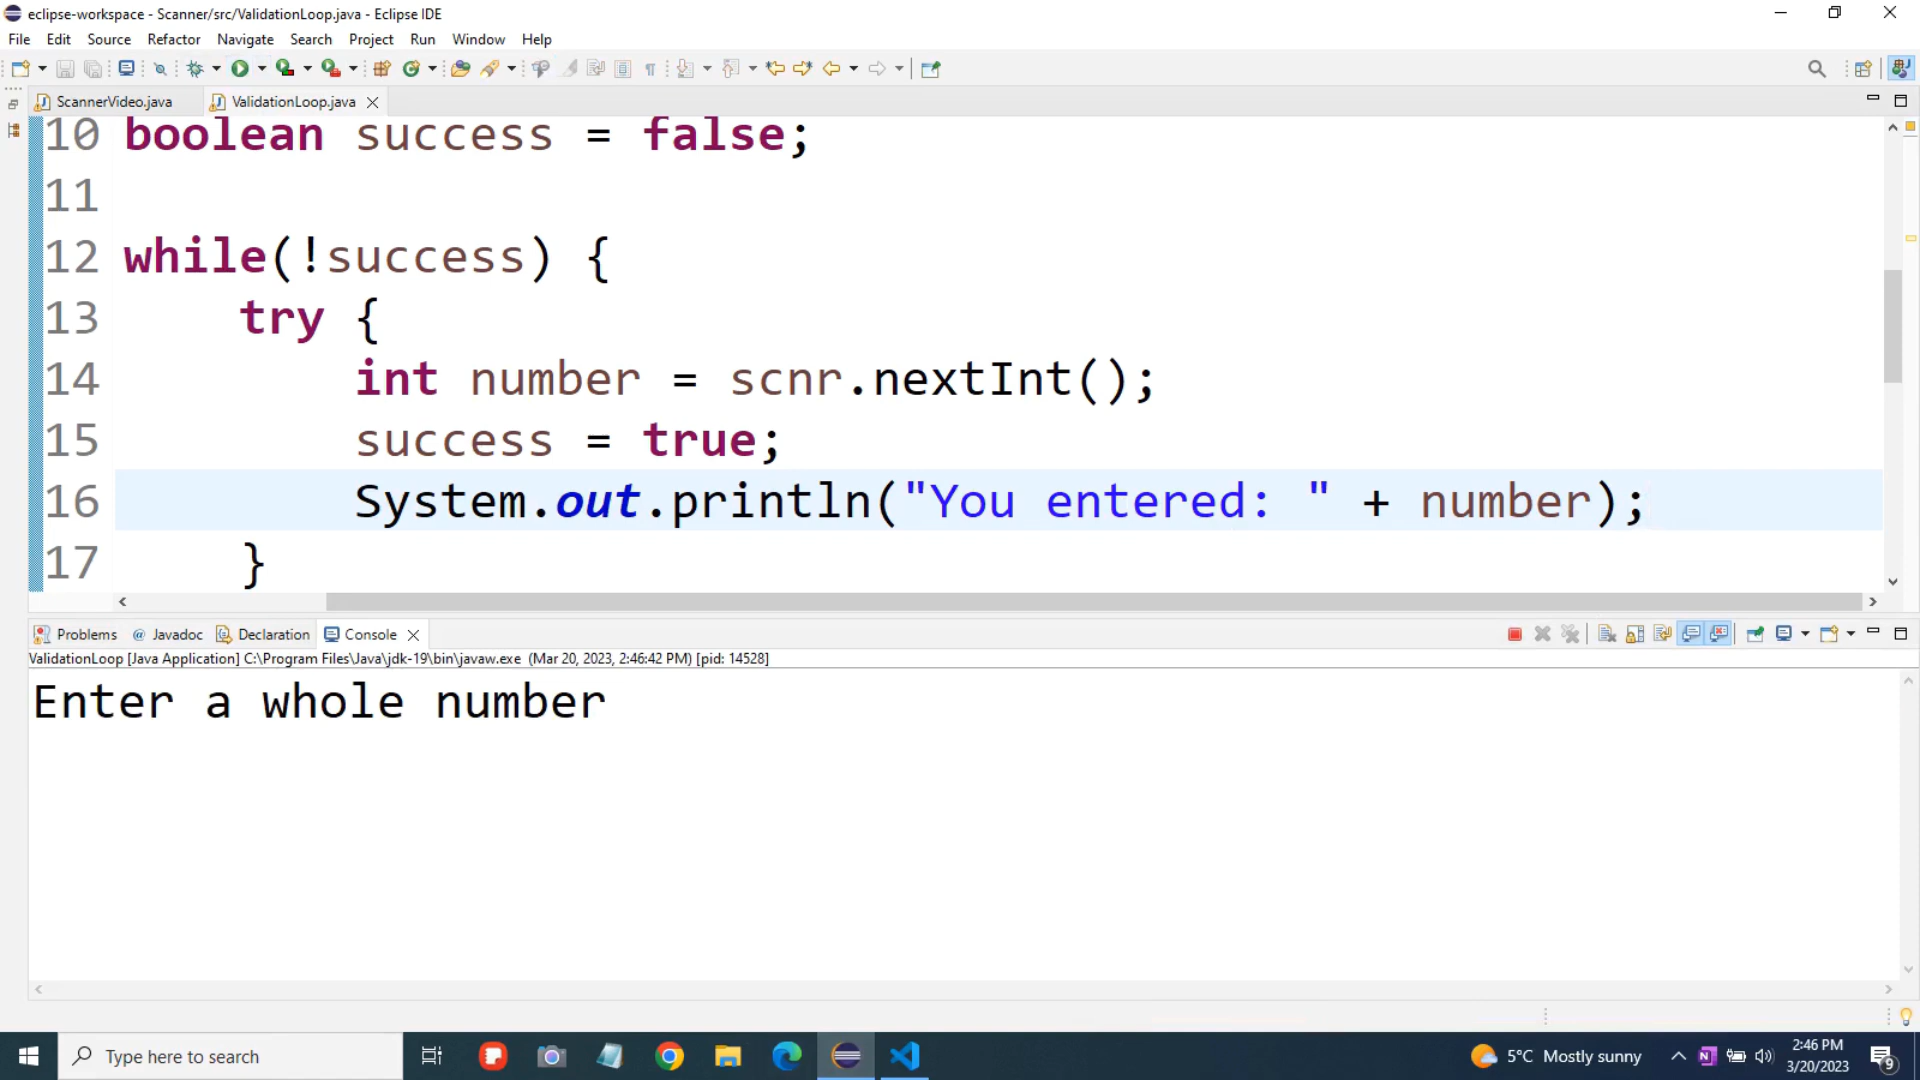 eclipse-workspace - Scanner/src/ValidationLoop.java - Eclipse IDE
File Edit Source Refactor Navigate Search Project Run Window Help
ScannerVideo.java ValidationLoop.java
10 boolean success = false;
11
12 while(!success) {
13 try {
14 int number = scnr.nextInt();
15 success = true;
16 System.out.println("You entered: " + number);
17 }
Problems @ Javadoc Declaration Console
ValidationLoop [Java Application] C:\Program Files\Java\jdk-19\bin\javaw.exe (Mar 20, 2023, 2:46:42 PM) [pid: 14528]
Enter a whole number
Type here to search
5°C Mostly sunny
2:46 PM
3/20/2023
9